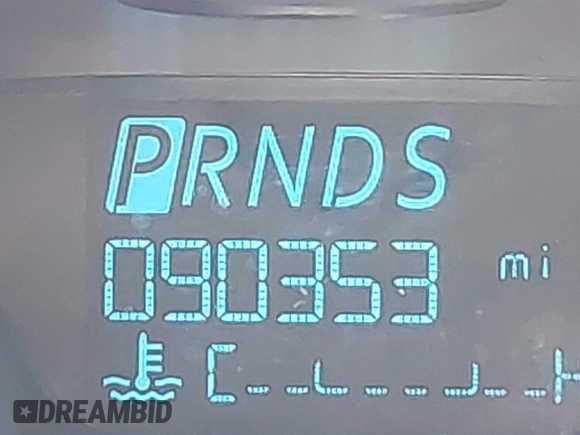 PRNDS
090353 mi
C H
DREAMBID